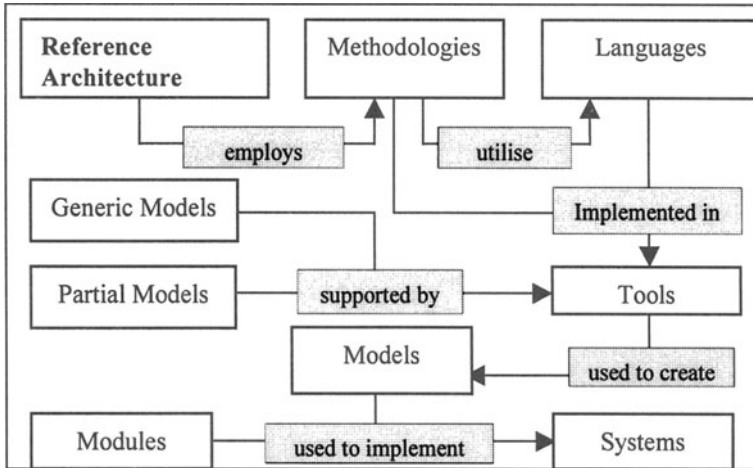 Reference
Architecture
Methodologies
Languages
employs
utilise
Generic Models
Implemented in
Partial Models
supported by
Tools
Models
used to create
Modules
used to implement
Systems